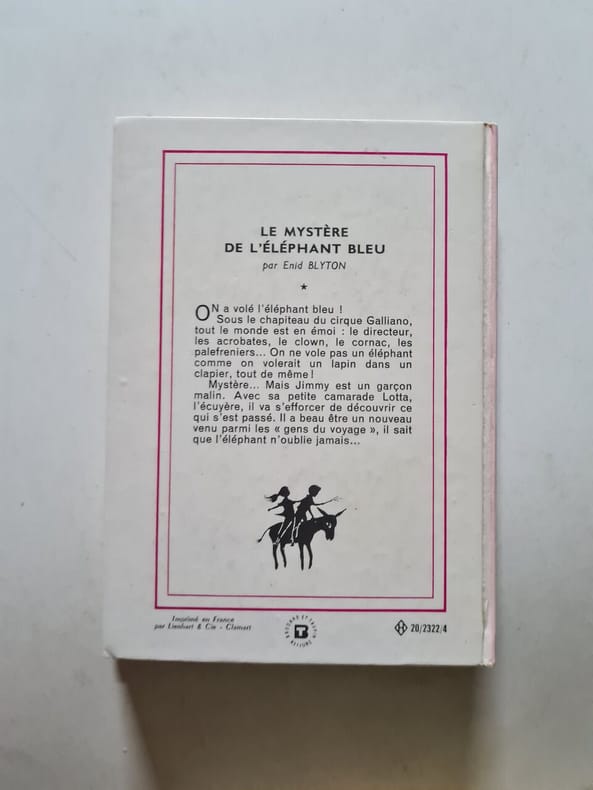 LE MYSTÈRE
DE L'ÉLÉPHANT BLEU
par Enid BLYTON
★
ON a volé l'éléphant bleu !
Sous le chapiteau du cirque Galliano,
tout le monde est en émoi : le directeur,
les acrobates, le clown, le cornac, les
palefreniers... On ne vole pas un éléphant
comme on volerait un lapin dans un
clapier, tout de même !
Mystère... Mais Jimmy est un garçon
malin. Avec sa petite camarade Lotta,
l'écuyère, il va s'efforcer de découvrir ce
qui s'est passé. Il a beau être un nouveau
venu parmi les « gens du voyage », il sait
que l'éléphant n'oublie jamais...
Imprimé en France
par Lienhart & Cie - Clamart
BRODARD ET TAUPIN
RELIURE
20/2322/4